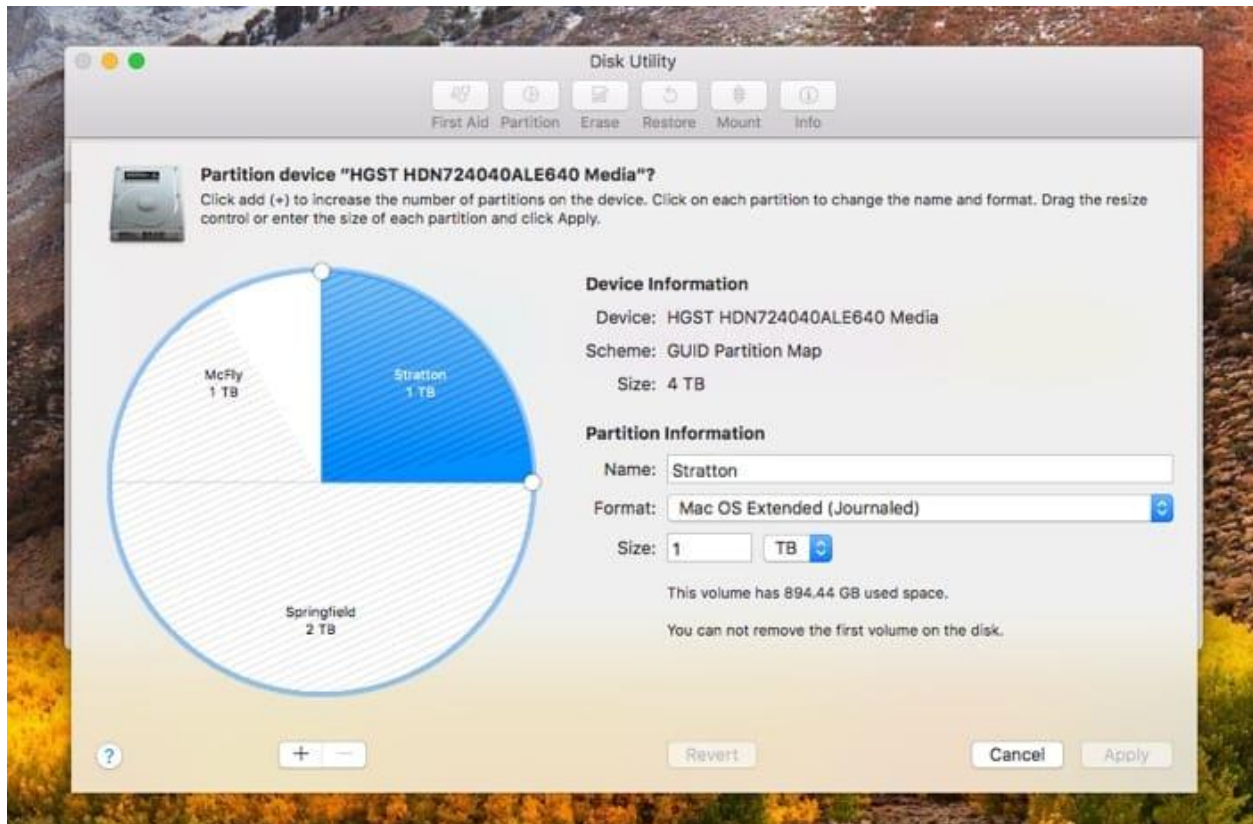 Disk Utility
First Aid Partition Erase Restore Mount Info
Partition device "HGST HDN724040ALE640 Media"?
Click add (+) to increase the number of partitions on the device. Click on each partition to change the name and format. Drag the resize
control or enter the size of each partition and click Apply.
McFly
1 TB
Stratton
1 TB
Springfield
2 TB
Device Information
Device: HGST HDN724040ALE640 Media
Scheme: GUID Partition Map
Size: 4 TB
Partition Information
Name: Stratton
Format: Mac OS Extended (Journaled)
Size: 1 TB
This volume has 894.44 GB used space.
You can not remove the first volume on the disk.
? + − Revert Cancel Apply